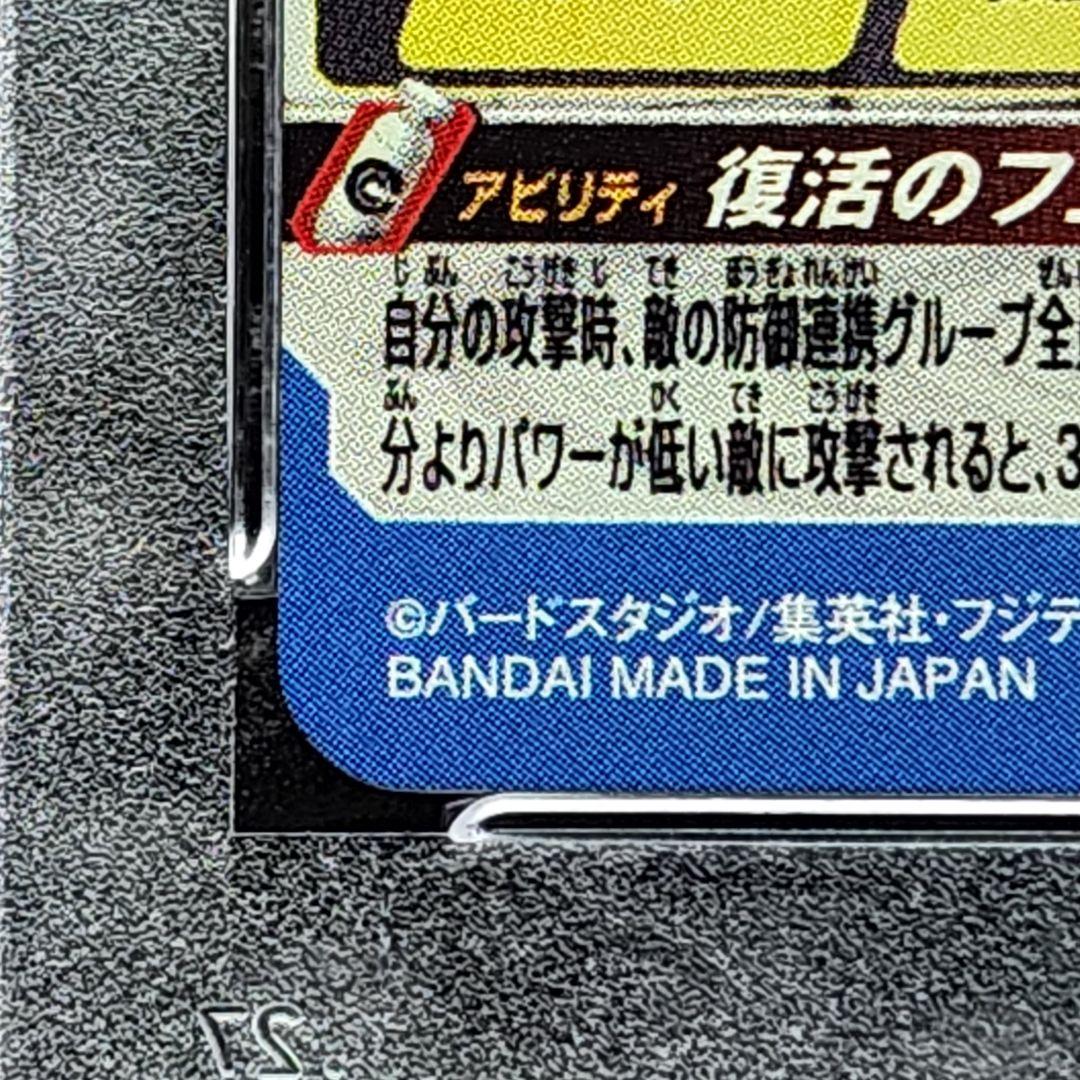 アビリティ 復活のフ
じ ぶん こうげきじ てき ぼうぎょれんけい ぜん
自分の攻撃時、敵の防御連携グループ全
ぶん ひく てき こうげき
分よりパワーが低い敵に攻撃されると、3
©バードスタジオ/集英社・フジテ
BANDAI MADE IN JAPAN